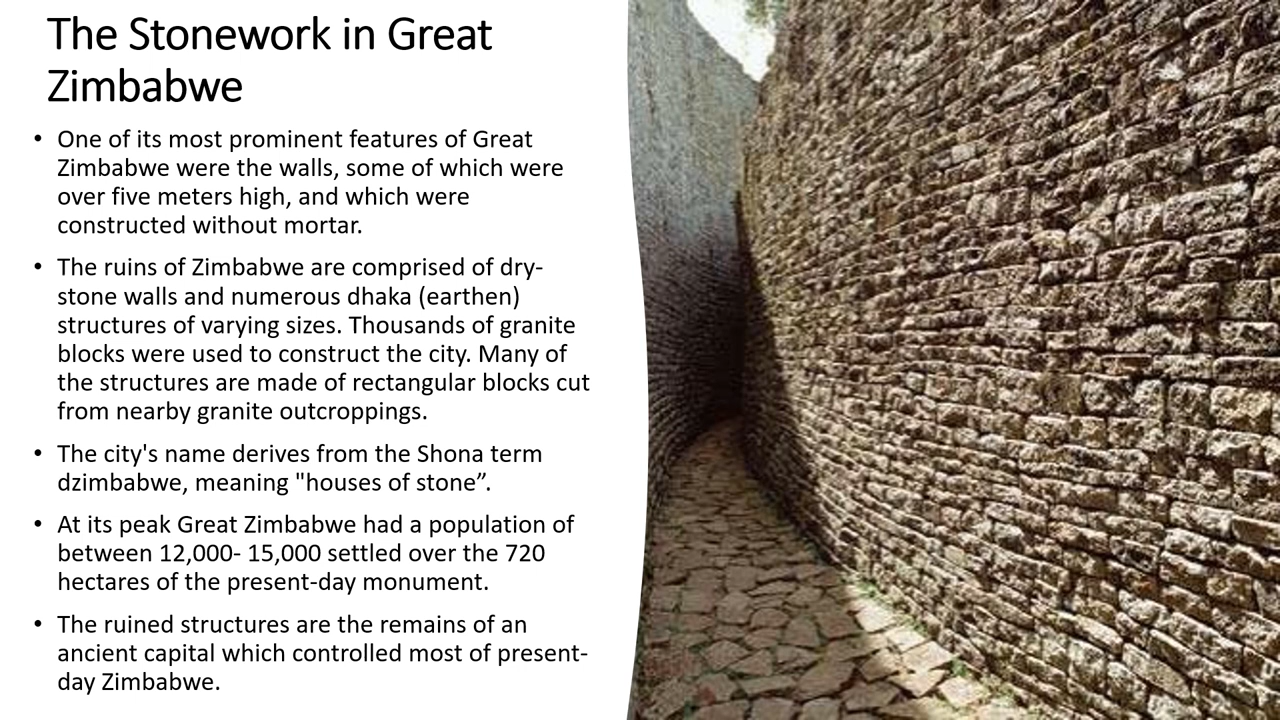 The Stonework in Great
Zimbabwe
• One of its most prominent features of Great
Zimbabwe were the walls, some of which were
over five meters high, and which were
constructed without mortar.
• The ruins of Zimbabwe are comprised of dry-
stone walls and numerous dhaka (earthen)
structures of varying sizes. Thousands of granite
blocks were used to construct the city. Many of
the structures are made of rectangular blocks cut
from nearby granite outcroppings.
• The city's name derives from the Shona term
dzimbabwe, meaning "houses of stone”.
• At its peak Great Zimbabwe had a population of
between 12,000- 15,000 settled over the 720
hectares of the present-day monument.
• The ruined structures are the remains of an
ancient capital which controlled most of present-
day Zimbabwe.